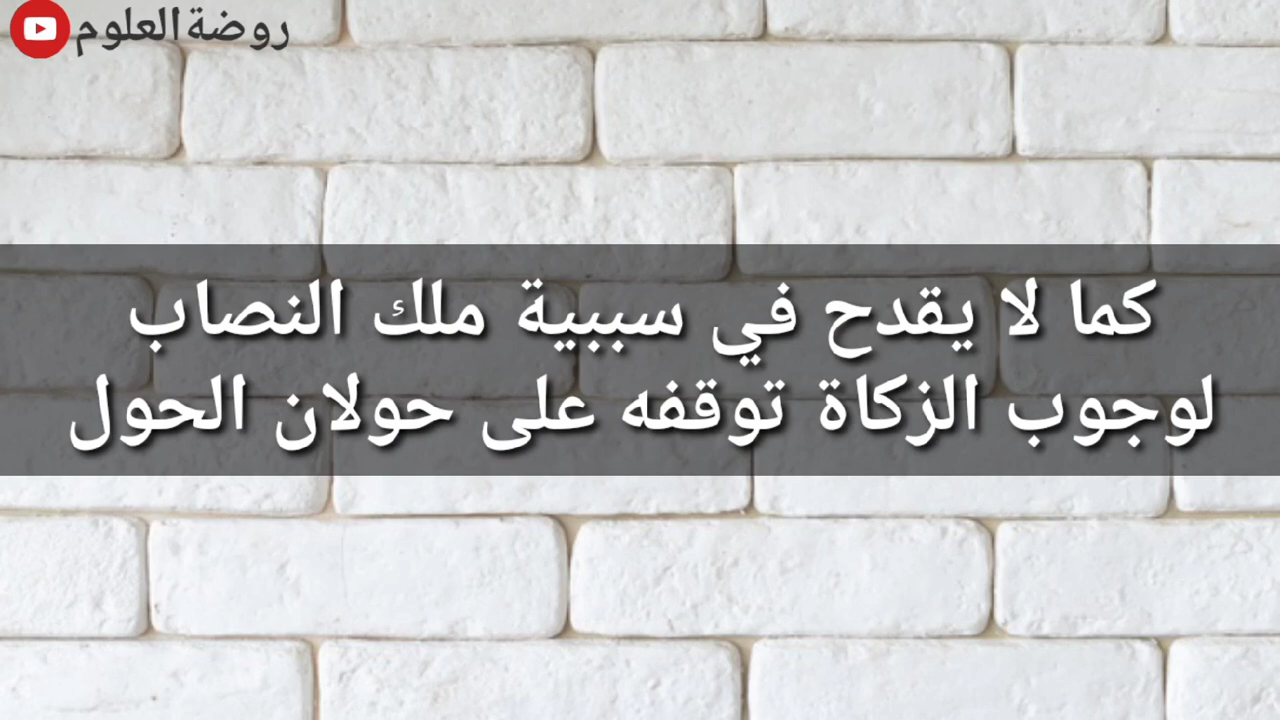 روضة العلوم
كما لا يقدح في سببية ملك النصاب
لوجوب الزكاة توقفه على حولان الحول